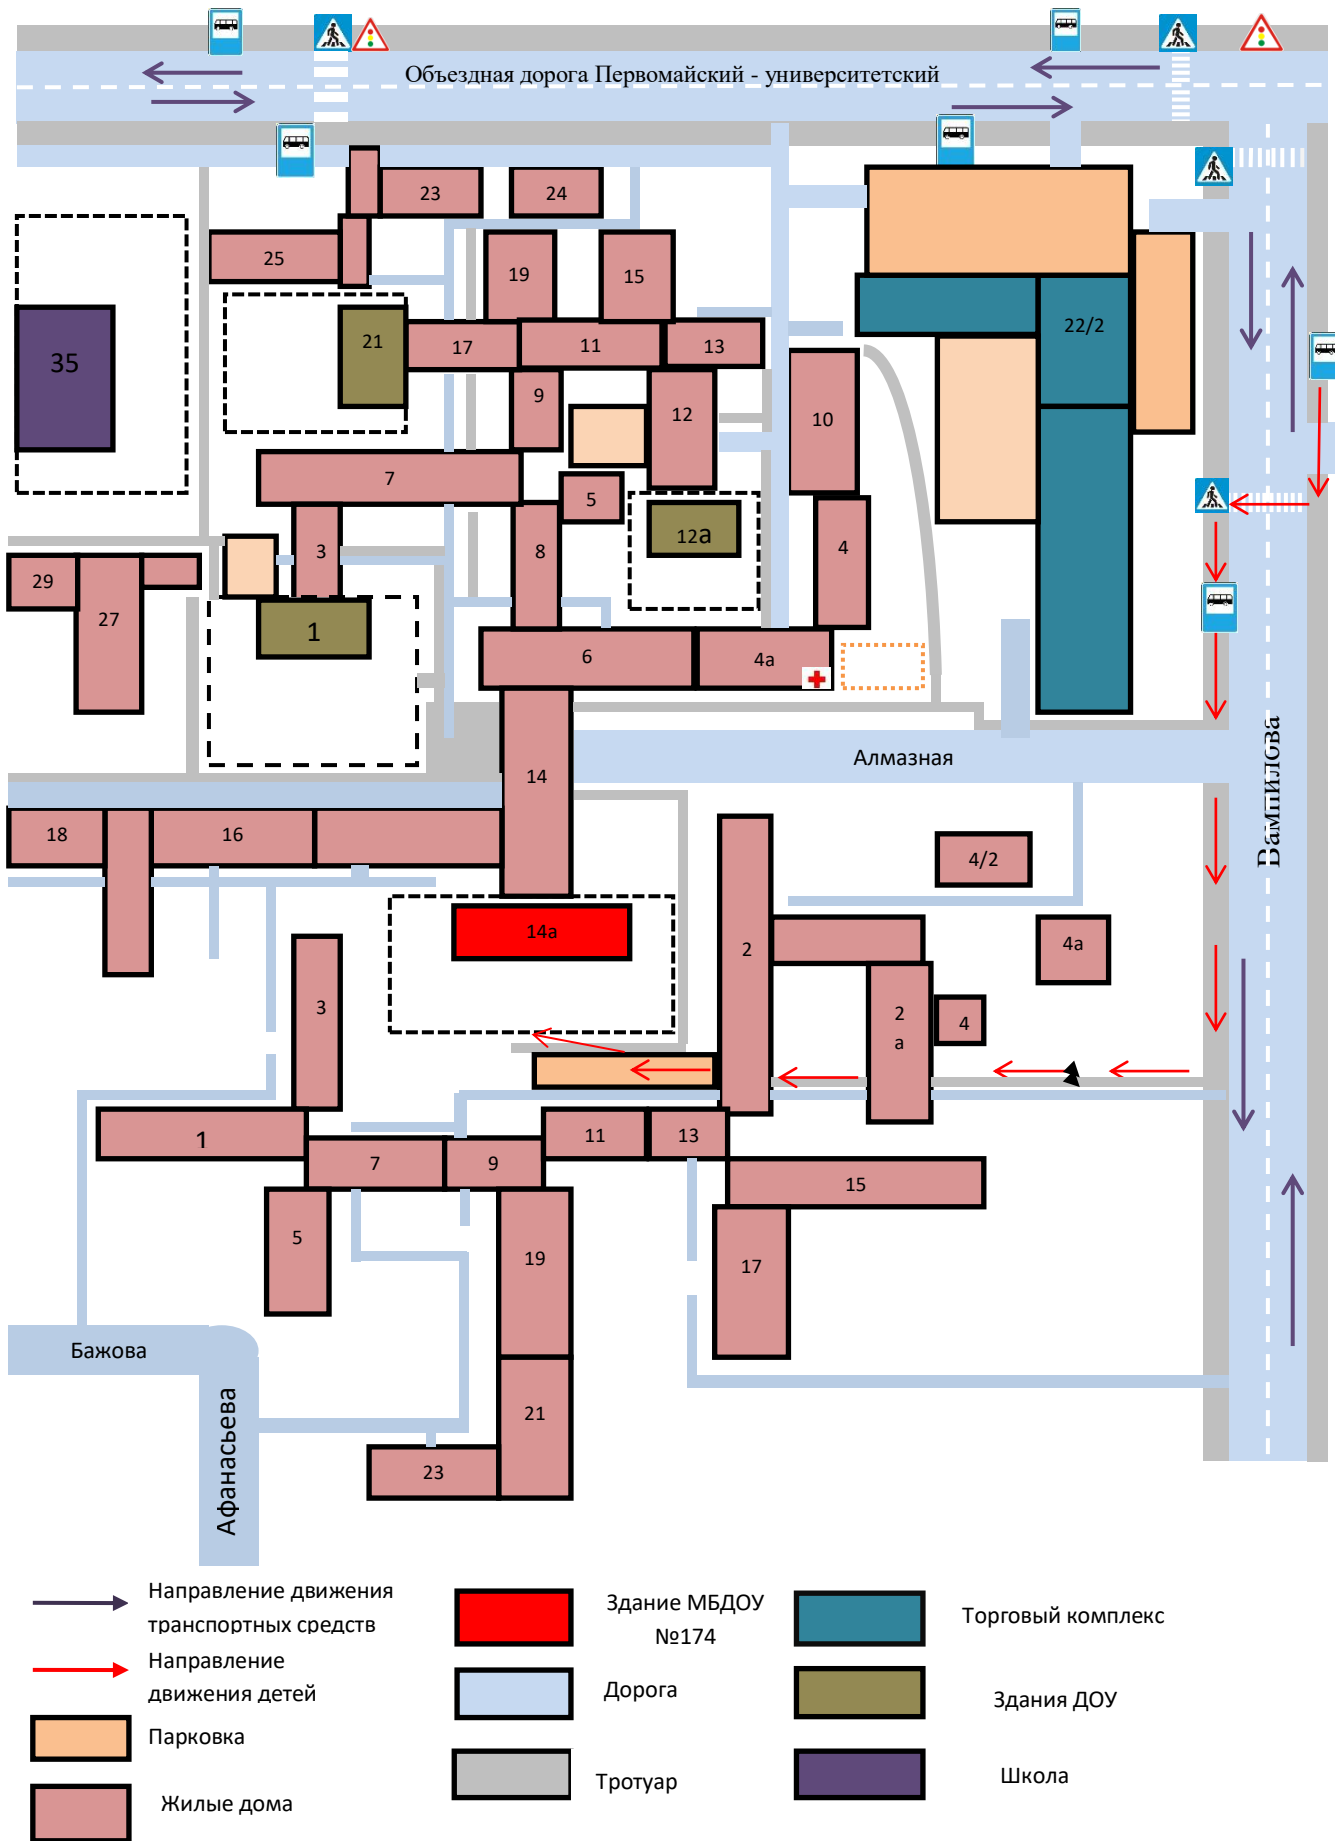 Объездная дорога Первомайский - университетский
23
24
25
19
15
22/2
21
17
11
13
35
9
12
10
7
5
3
8
12а
4
29
27
1
6
4а
Алмазная
Вампилова
14
18
16
4/2
14а
2
4а
3
2
а
4
1
11
13
7
9
15
5
19
17
Бажова
Афанасьева
21
23
Направление движения
транспортных средств
Здание МБДОУ
№174
Торговый комплекс
Направление
движения детей
Дорога
Здания ДОУ
Парковка
Тротуар
Школа
Жилые дома